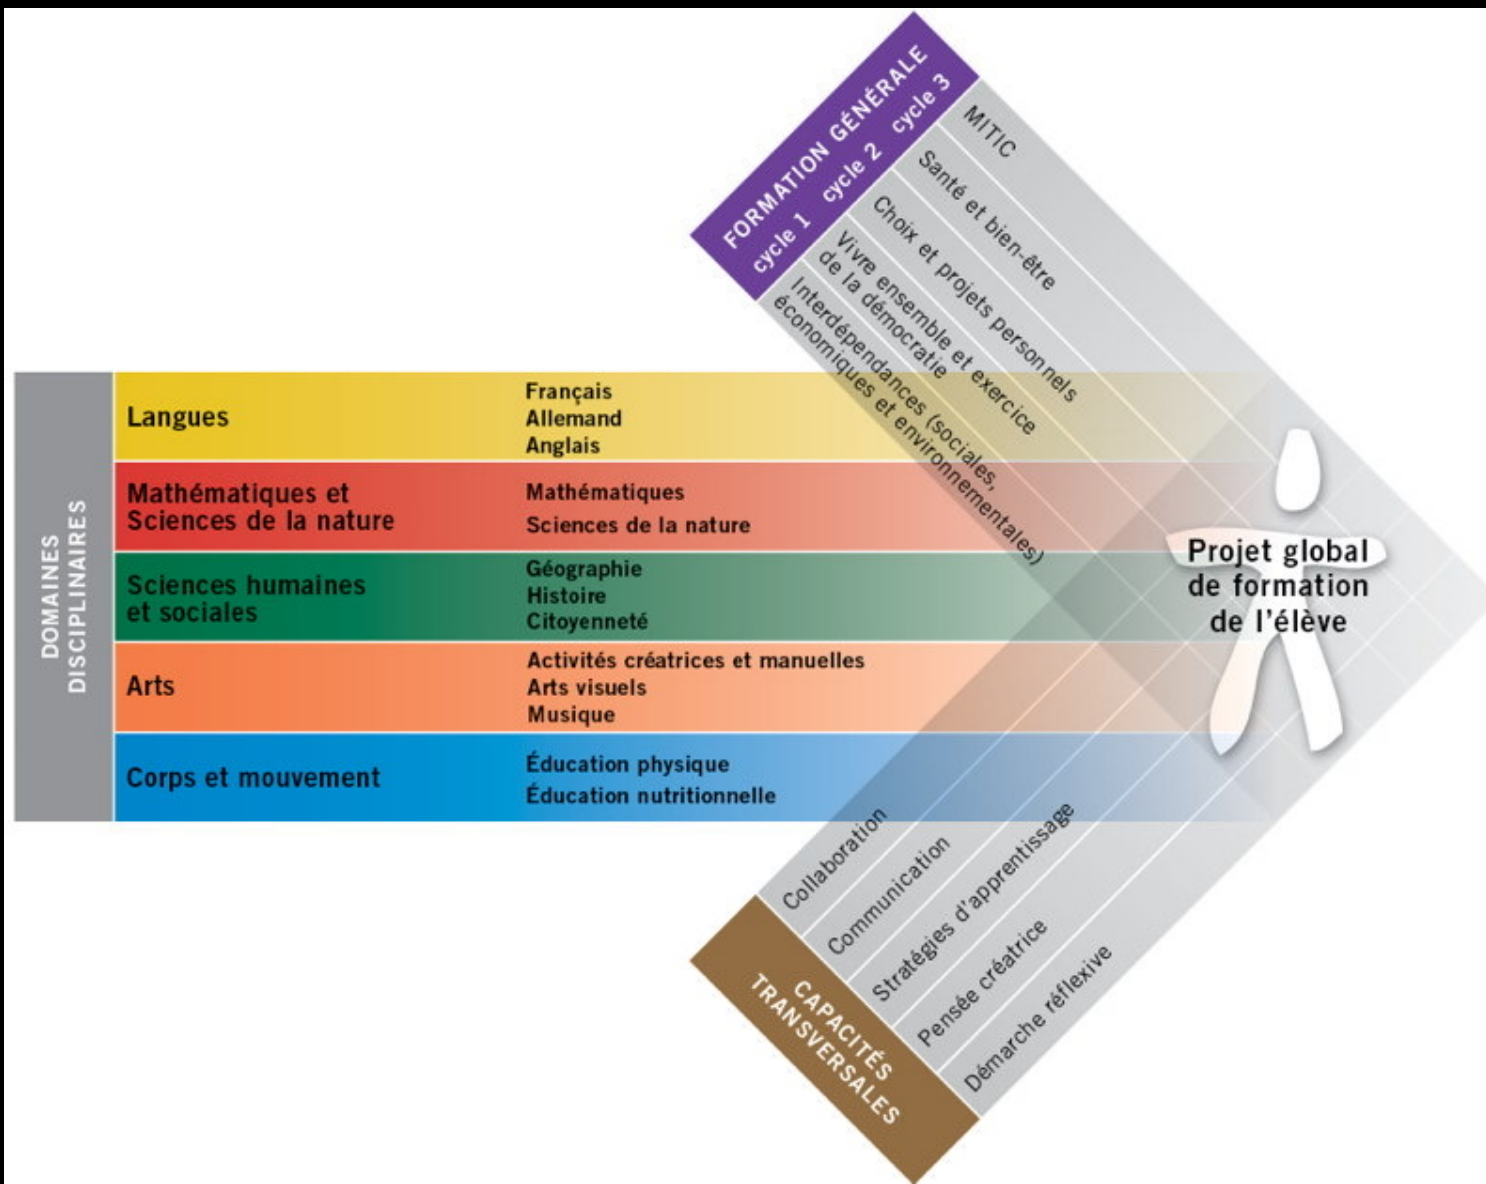 FORMATION GÉNÉRALE
cycle 1 cycle 2 cycle 3
MITIC
Santé et bien-être
Choix et projets personnels
Vivre ensemble et exercice
de la démocratie
Interdépendances (sociales,
économiques et environnementales)
DOMAINES
DISCIPLINAIRES
Langues
Français
Allemand
Anglais
Mathématiques et
Sciences de la nature
Mathématiques
Sciences de la nature
Sciences humaines
et sociales
Géographie
Histoire
Citoyenneté
Arts
Activités créatrices et manuelles
Arts visuels
Musique
Corps et mouvement
Éducation physique
Éducation nutritionnelle
Projet global
de formation
de l'élève
Collaboration
Communication
Stratégies d'apprentissage
Pensée créatrice
Démarche réflexive
CAPACITÉS
TRANSVERSALES